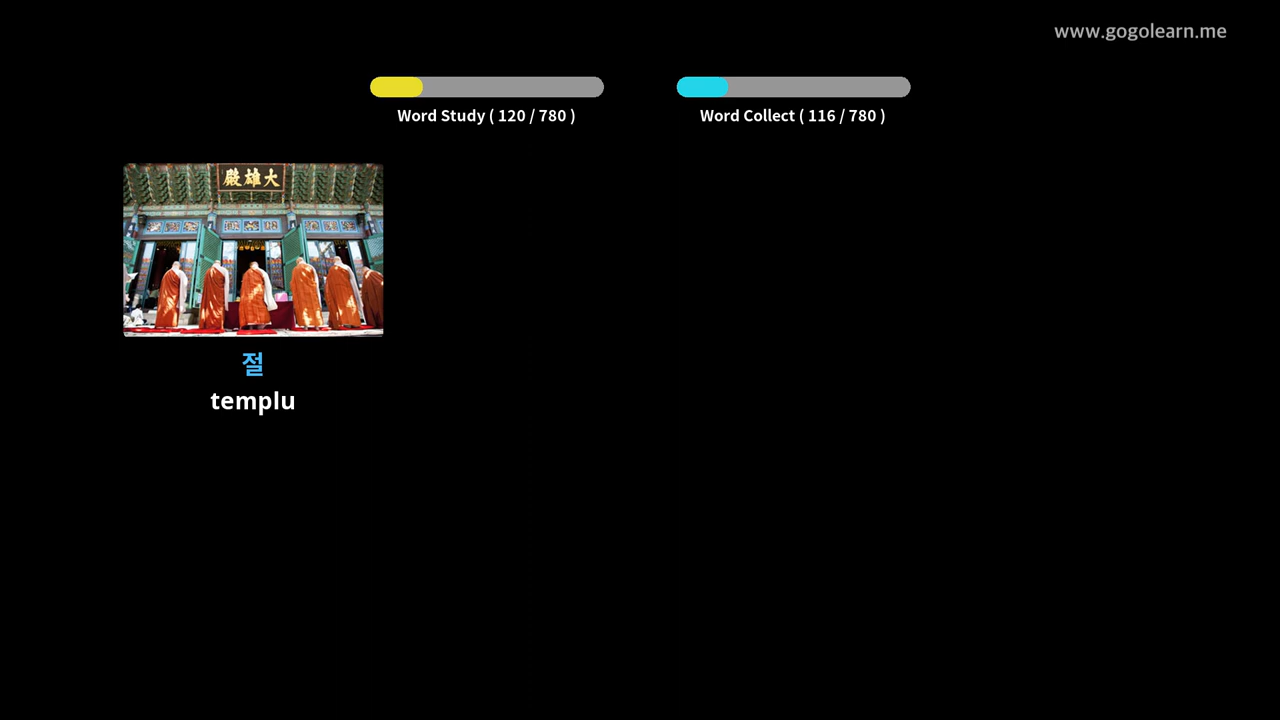 www.gogolearn.me
Word Study ( 120 / 780 )
Word Collect ( 116 / 780 )
殿雄大
절
templu